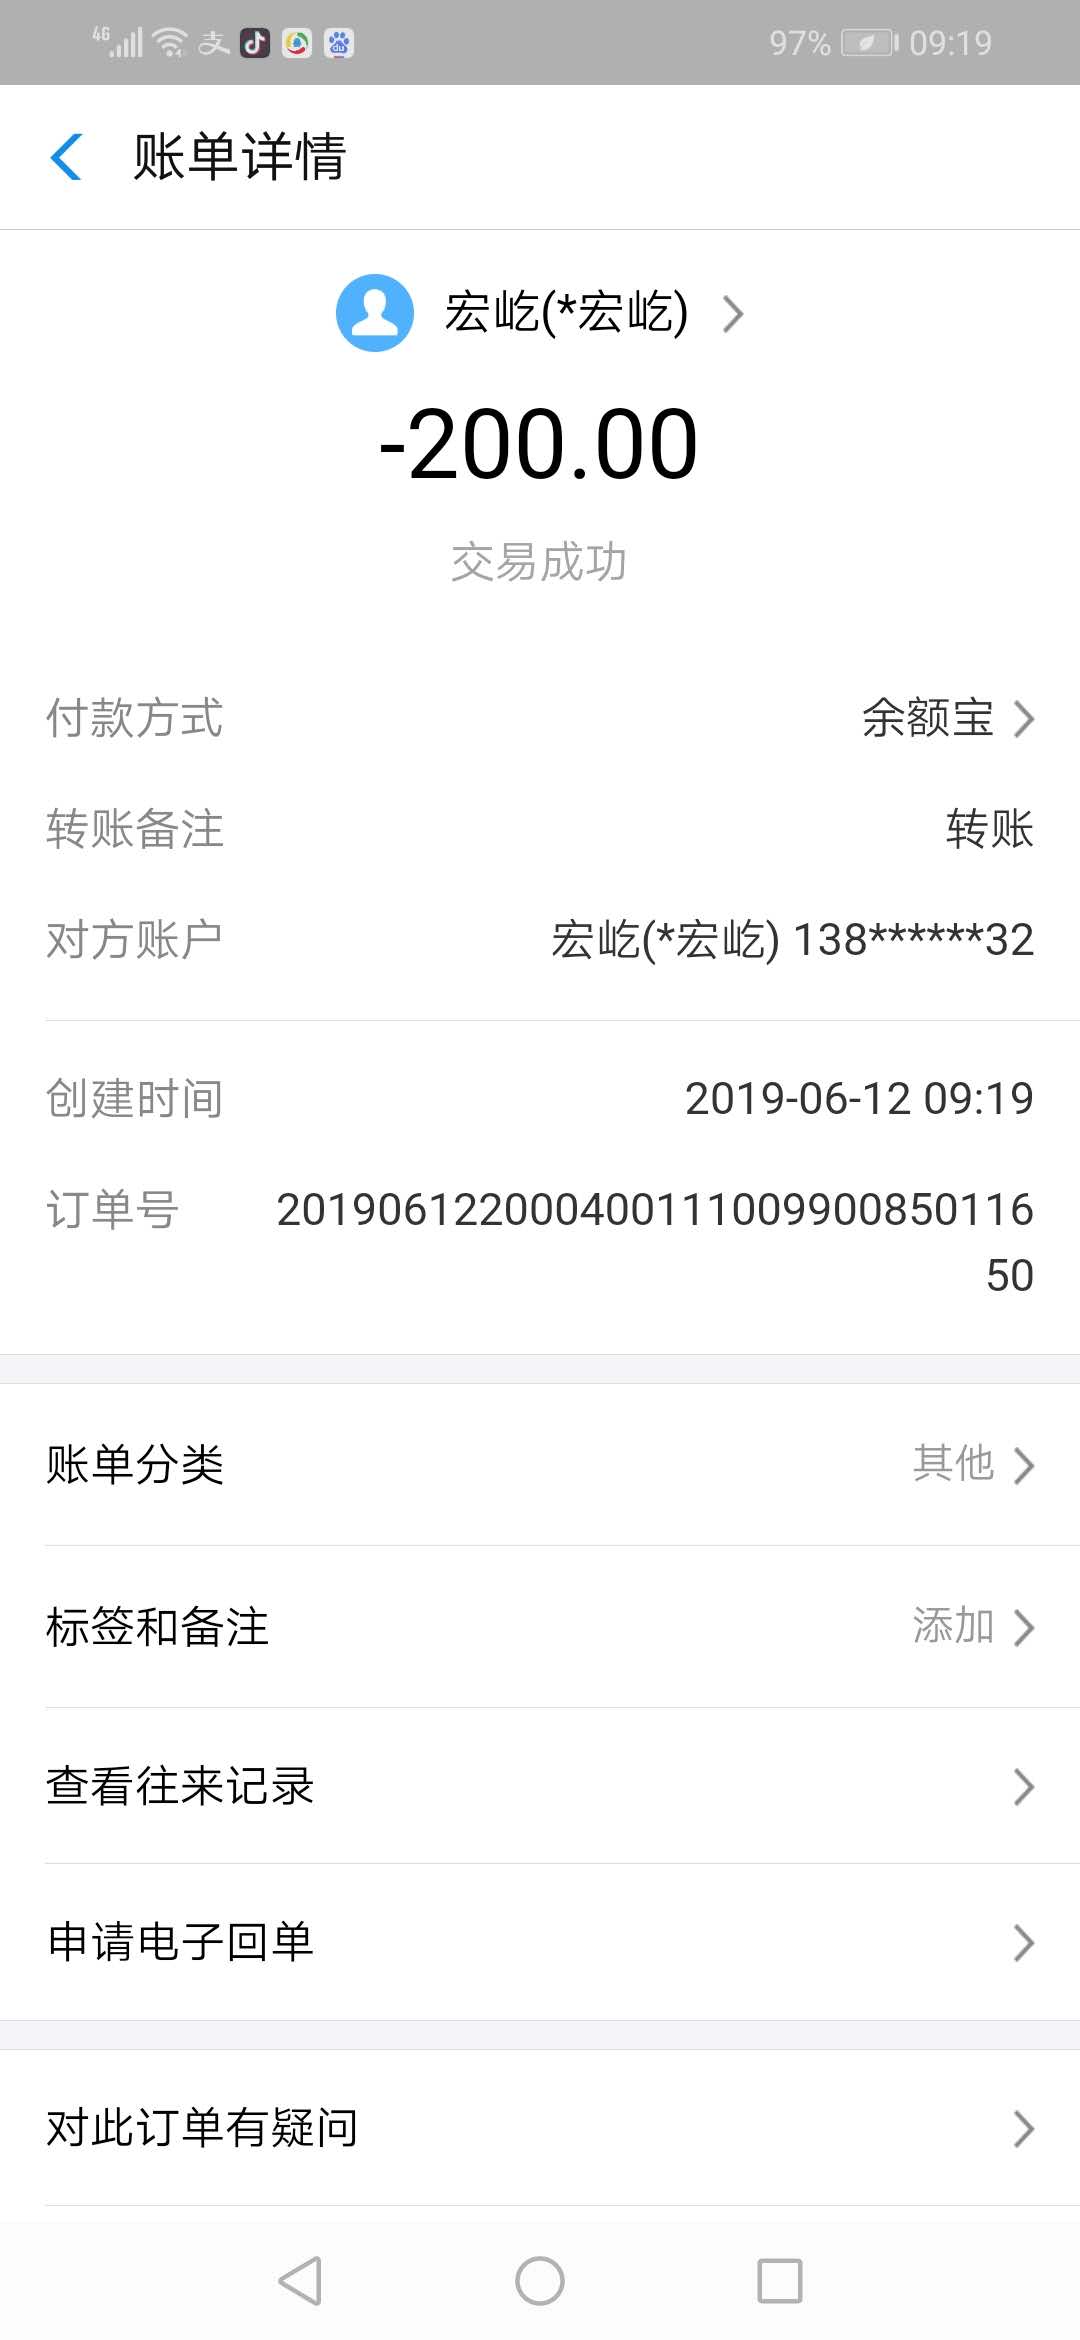 4G 97% 09:19
账单详情
宏屹(*宏屹)
-200.00
交易成功
付款方式 余额宝
转账备注 转账
对方账户 宏屹(*宏屹) 138******32
创建时间 2019-06-12 09:19
订单号 201906122000400111009900850116
50
账单分类 其他
标签和备注 添加
查看往来记录
申请电子回单
对此订单有疑问